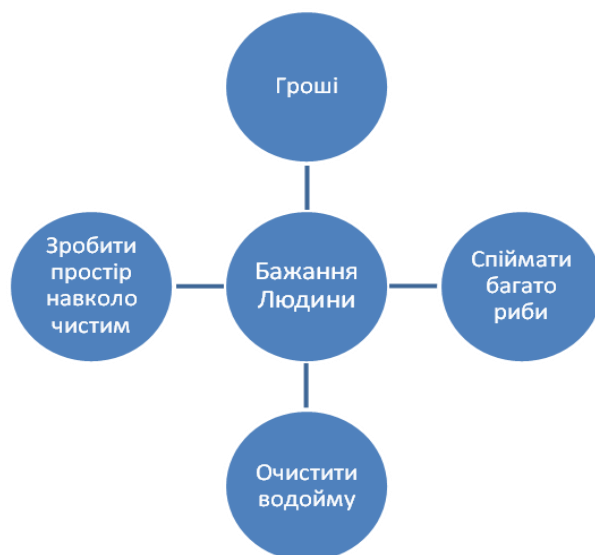 Гроші
Зробити
простір
навколо
чистим
Бажання
Людини
Спіймати
багато
риби
Очистити
водойму